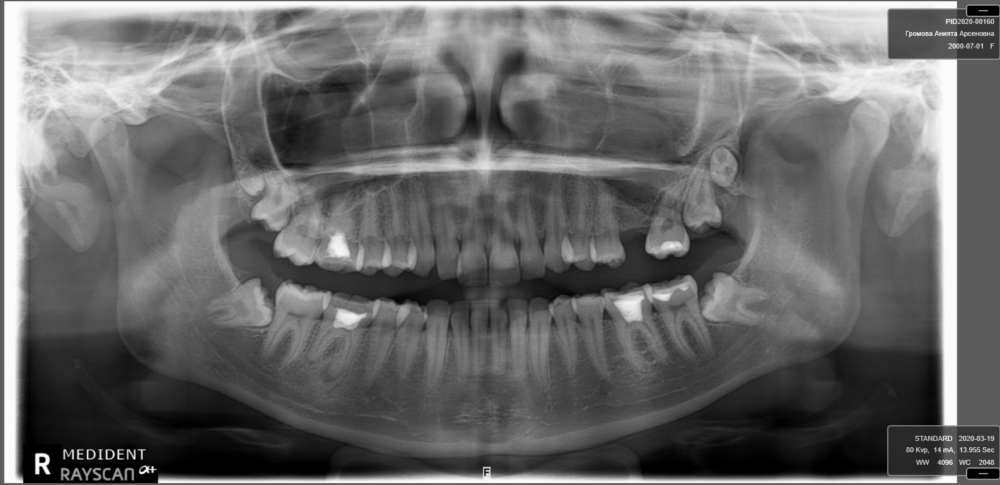 PID2020-00160
Громова Анията Арсеновна
2000-07-01 F
STANDARD 2020-03-19
80 Kvp, 14 mA, 13.955 Sec
WW 4096 WC 2048
R MEDIDENT
RAYSCAN α+
F